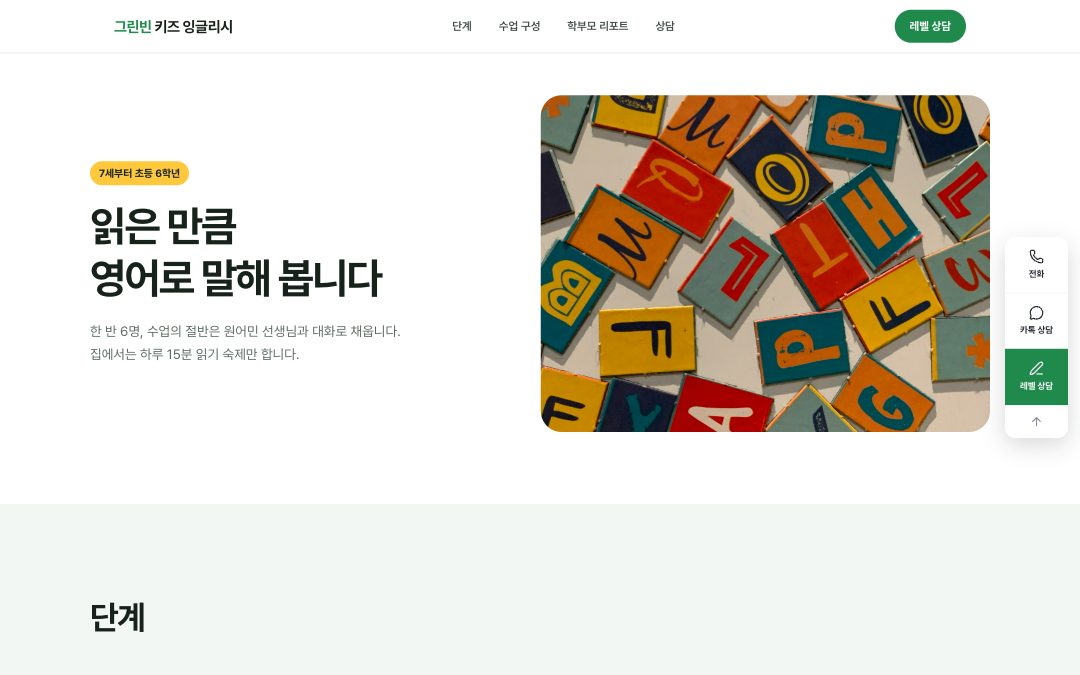 그린빈 키즈 잉글리시
단계
수업 구성
학부모 리포트
상담
레벨 상담
7세부터 초등 6학년
읽은 만큼
영어로 말해 봅니다
한 반 6명, 수업의 절반은 원어민 선생님과 대화로 채웁니다.
집에서는 하루 15분 읽기 숙제만 합니다.
M
P
O
O
L
M
L
T
H
S
B
F
F
P
F
A
G
전화
카톡 상담
레벨 상담
단계